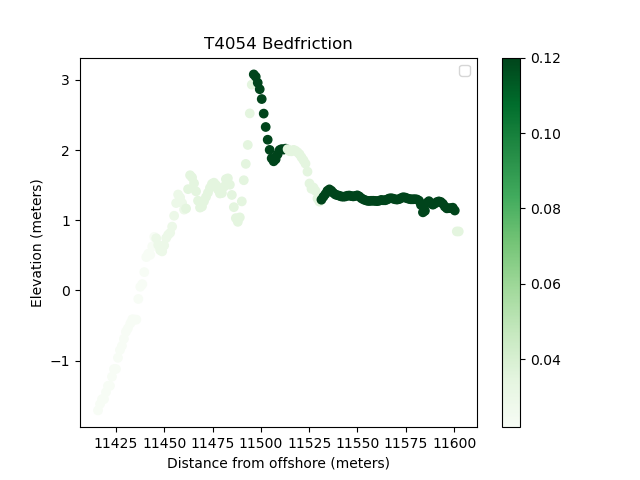 T4054 Bedfriction
3
2
1
0
−1
Elevation (meters)
11425 11450 11475 11500 11525 11550 11575 11600
Distance from offshore (meters)
0.12
0.10
0.08
0.06
0.04